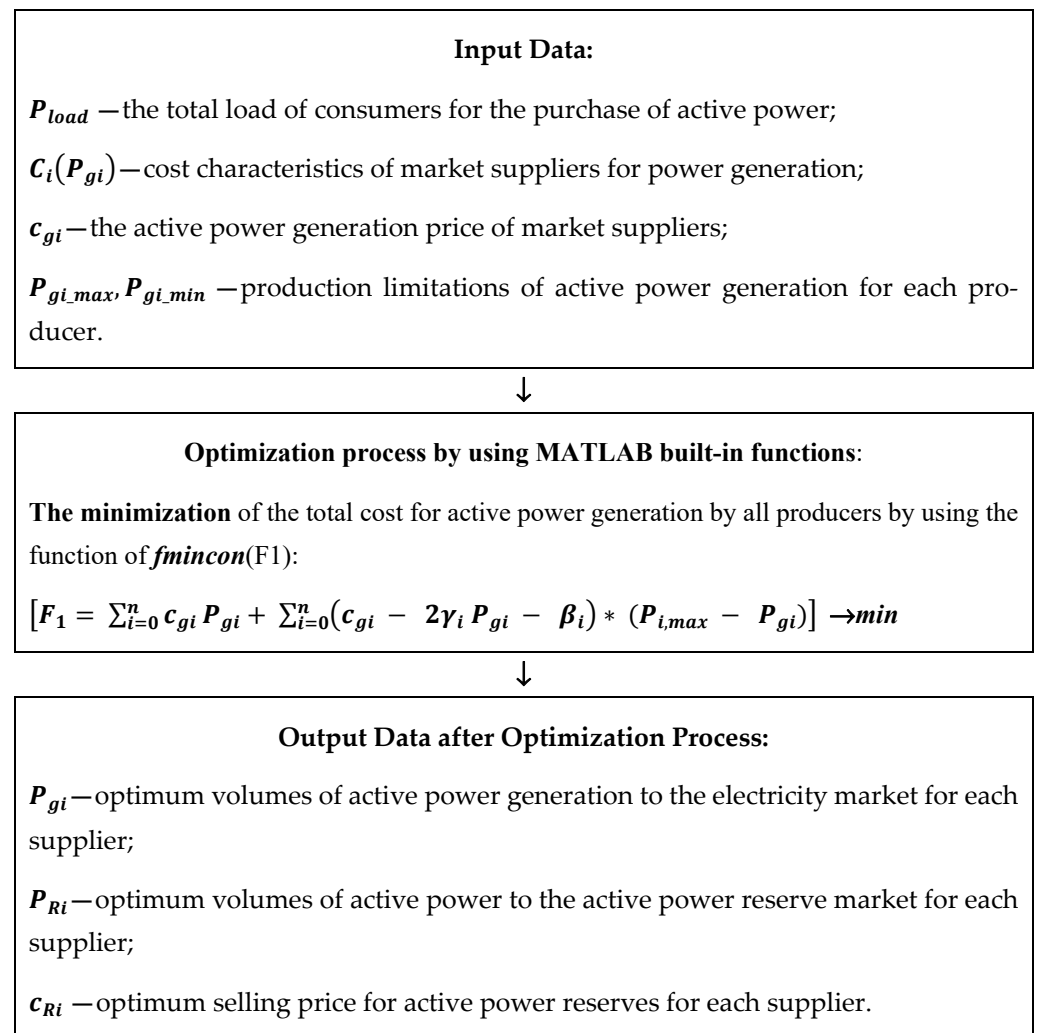 Input Data:
P_load —the total load of consumers for the purchase of active power;
C_i(P_gi)—cost characteristics of market suppliers for power generation;
c_gi—the active power generation price of market suppliers;
P_gi_max, P_gi_min —production limitations of active power generation for each pro-
ducer.
↓
Optimization process by using MATLAB built-in functions:
The minimization of the total cost for active power generation by all producers by using the
function of fmincon(F1):
[F_1 = ∑_{i=0}^{n} c_gi P_gi + ∑_{i=0}^{n}(c_gi − 2γ_i P_gi − β_i) * (P_i,max − P_gi)] →min
↓
Output Data after Optimization Process:
P_gi—optimum volumes of active power generation to the electricity market for each
supplier;
P_Ri—optimum volumes of active power to the active power reserve market for each
supplier;
c_Ri —optimum selling price for active power reserves for each supplier.